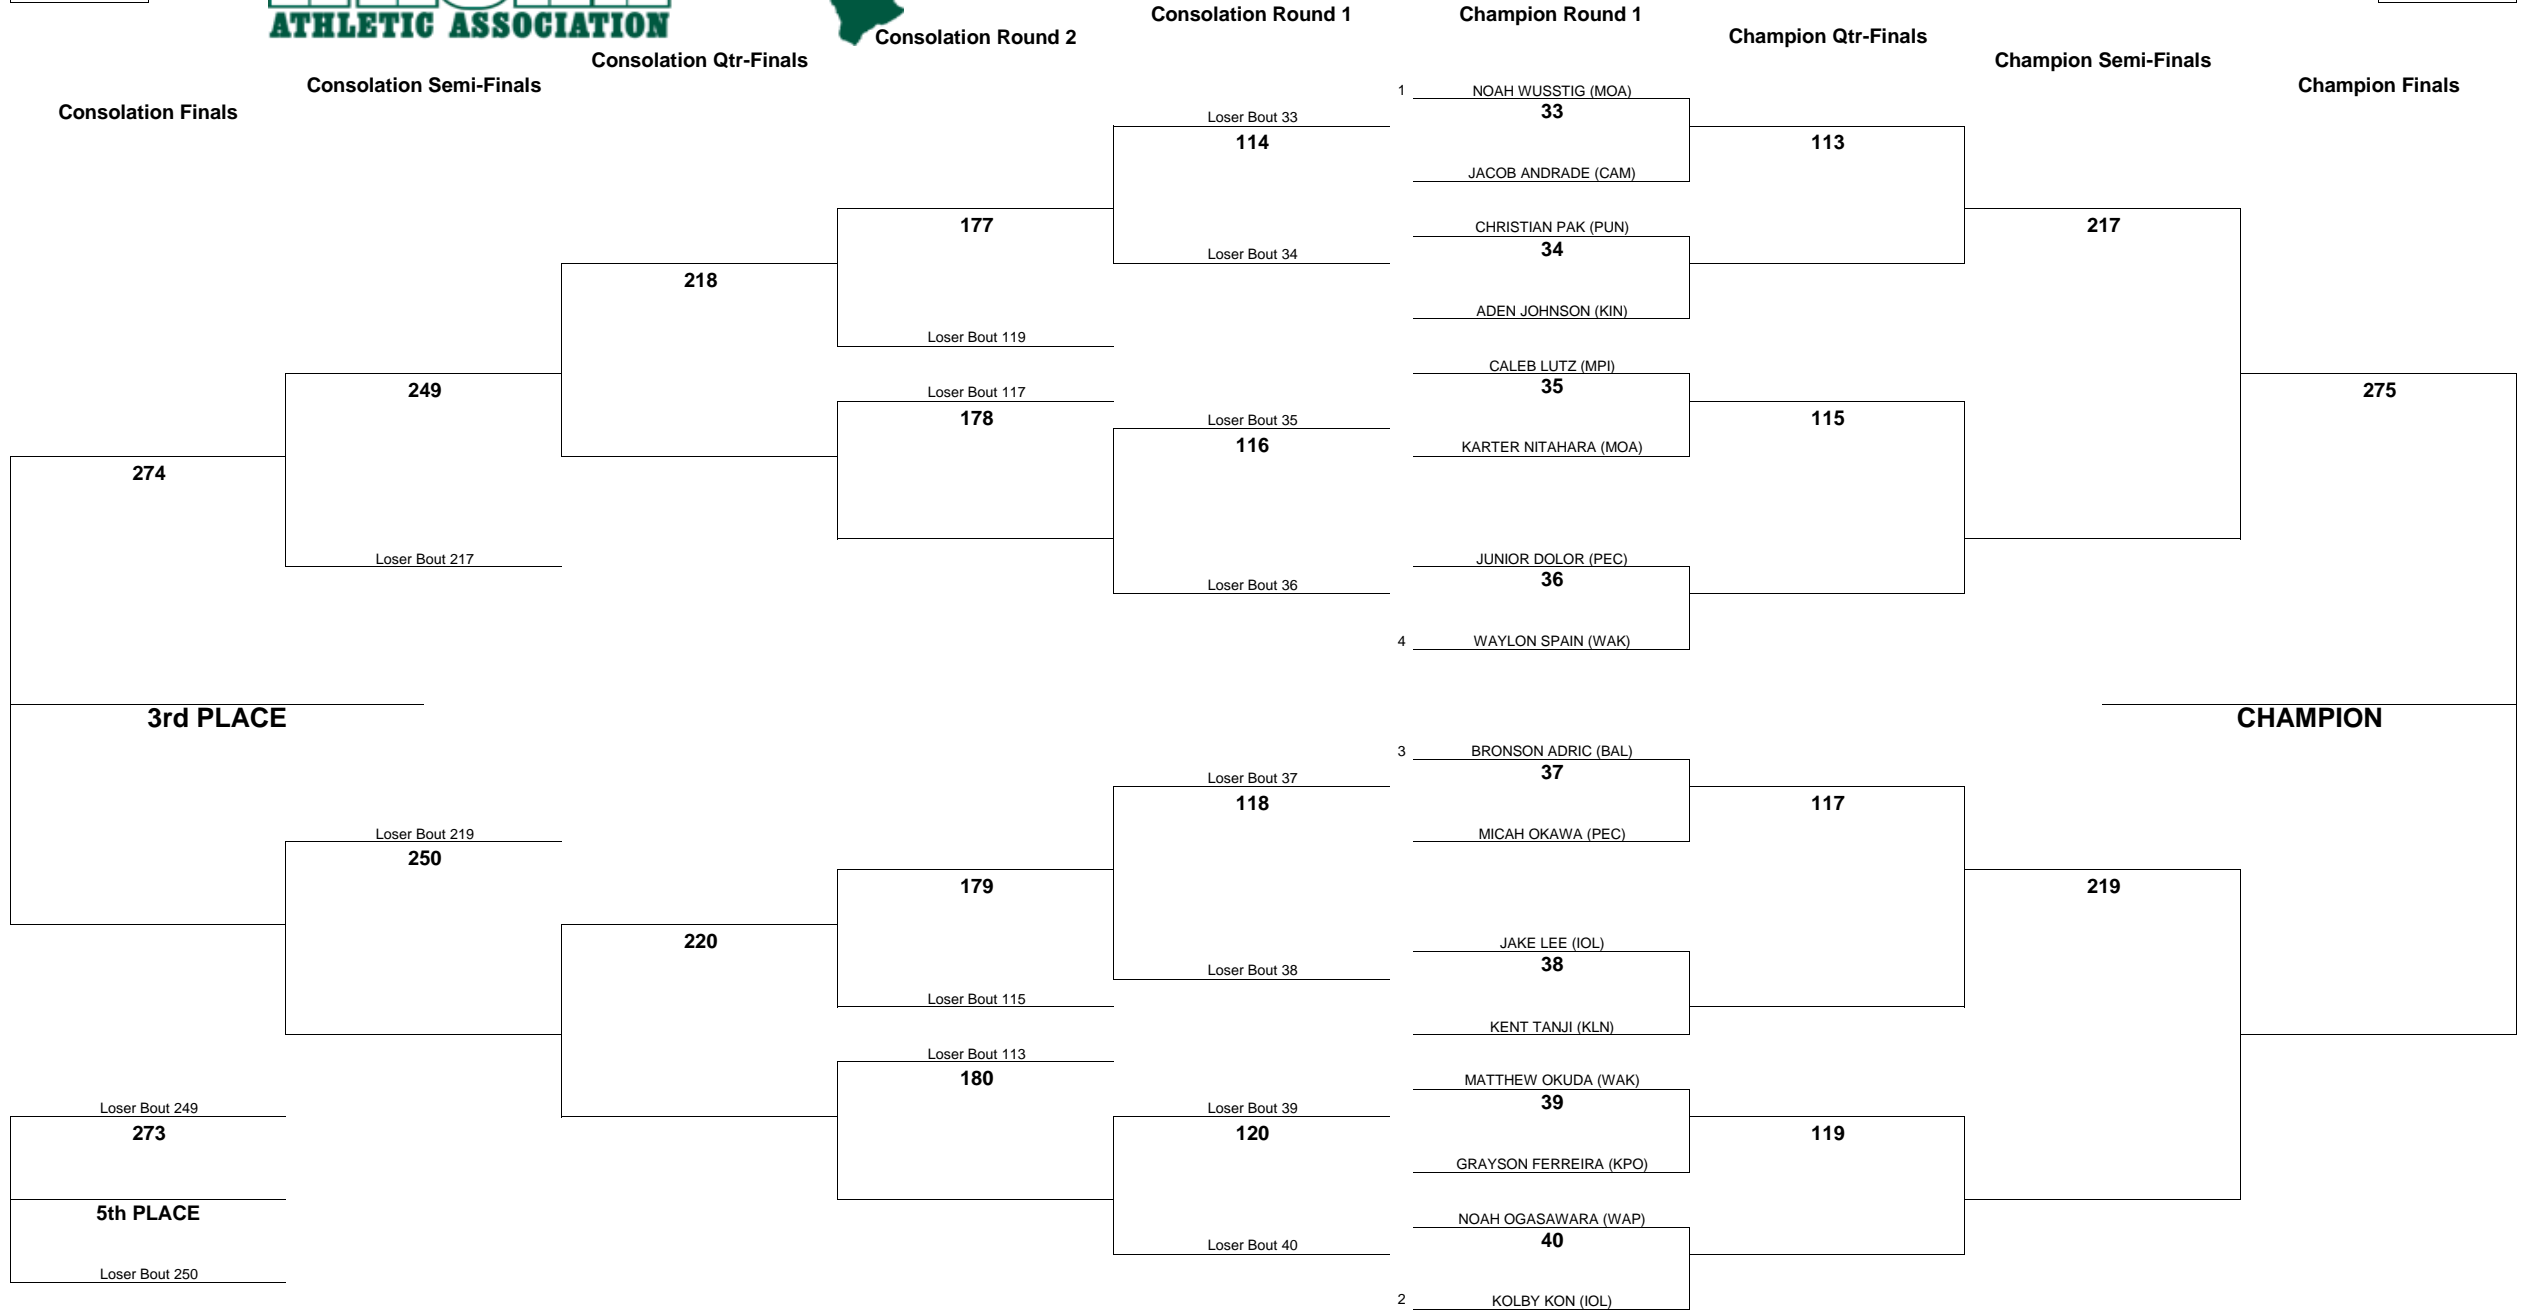 ATHLETIC ASSOCIATION
Consolation Round 1
Champion Round 1
Consolation Round 2
Champion Qtr-Finals
Consolation Qtr-Finals
Champion Semi-Finals
Consolation Semi-Finals
Champion Finals
Consolation Finals
1 NOAH WUSSTIG (MOA)
33
Loser Bout 33
114
113
JACOB ANDRADE (CAM)
177
CHRISTIAN PAK (PUN)
217
34
Loser Bout 34
218
ADEN JOHNSON (KIN)
Loser Bout 119
CALEB LUTZ (MPI)
249
Loser Bout 117
35
275
178
Loser Bout 35
115
116
KARTER NITAHARA (MOA)
274
Loser Bout 217
JUNIOR DOLOR (PEC)
36
Loser Bout 36
4 WAYLON SPAIN (WAK)
3rd PLACE
CHAMPION
3 BRONSON ADRIC (BAL)
37
Loser Bout 37
118
117
Loser Bout 219
MICAH OKAWA (PEC)
250
179
219
220
JAKE LEE (IOL)
38
Loser Bout 38
Loser Bout 115
KENT TANJI (KLN)
Loser Bout 113
180
MATTHEW OKUDA (WAK)
39
Loser Bout 249
Loser Bout 39
273
120
119
GRAYSON FERREIRA (KPO)
5th PLACE
NOAH OGASAWARA (WAP)
40
Loser Bout 40
Loser Bout 250
2 KOLBY KON (IOL)